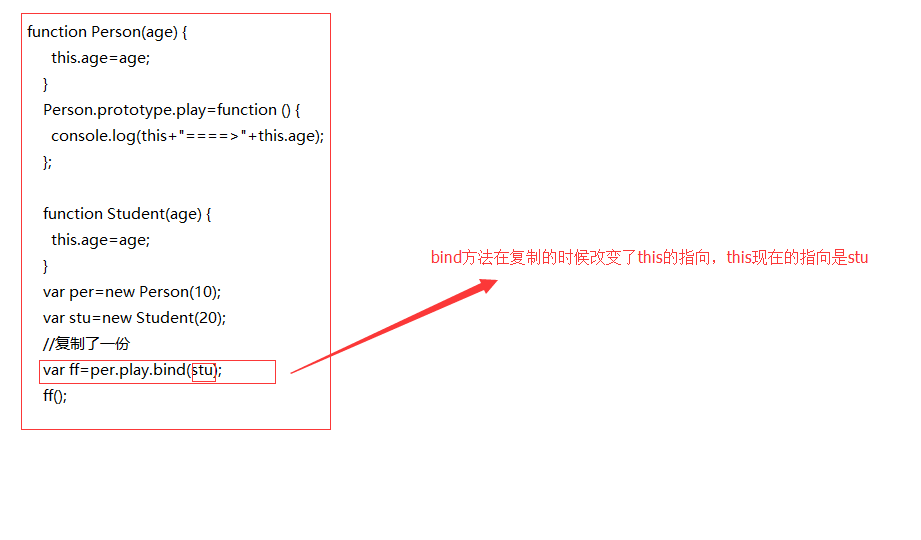 function Person(age) {
this.age=age;
}
Person.prototype.play=function () {
console.log(this+"====>"+this.age);
};
function Student(age) {
this.age=age;
}
var per=new Person(10);
var stu=new Student(20);
//复制了一份
var ff=per.play.bind(stu);
ff();
bind方法在复制的时候改变了this的指向，this现在的指向是stu